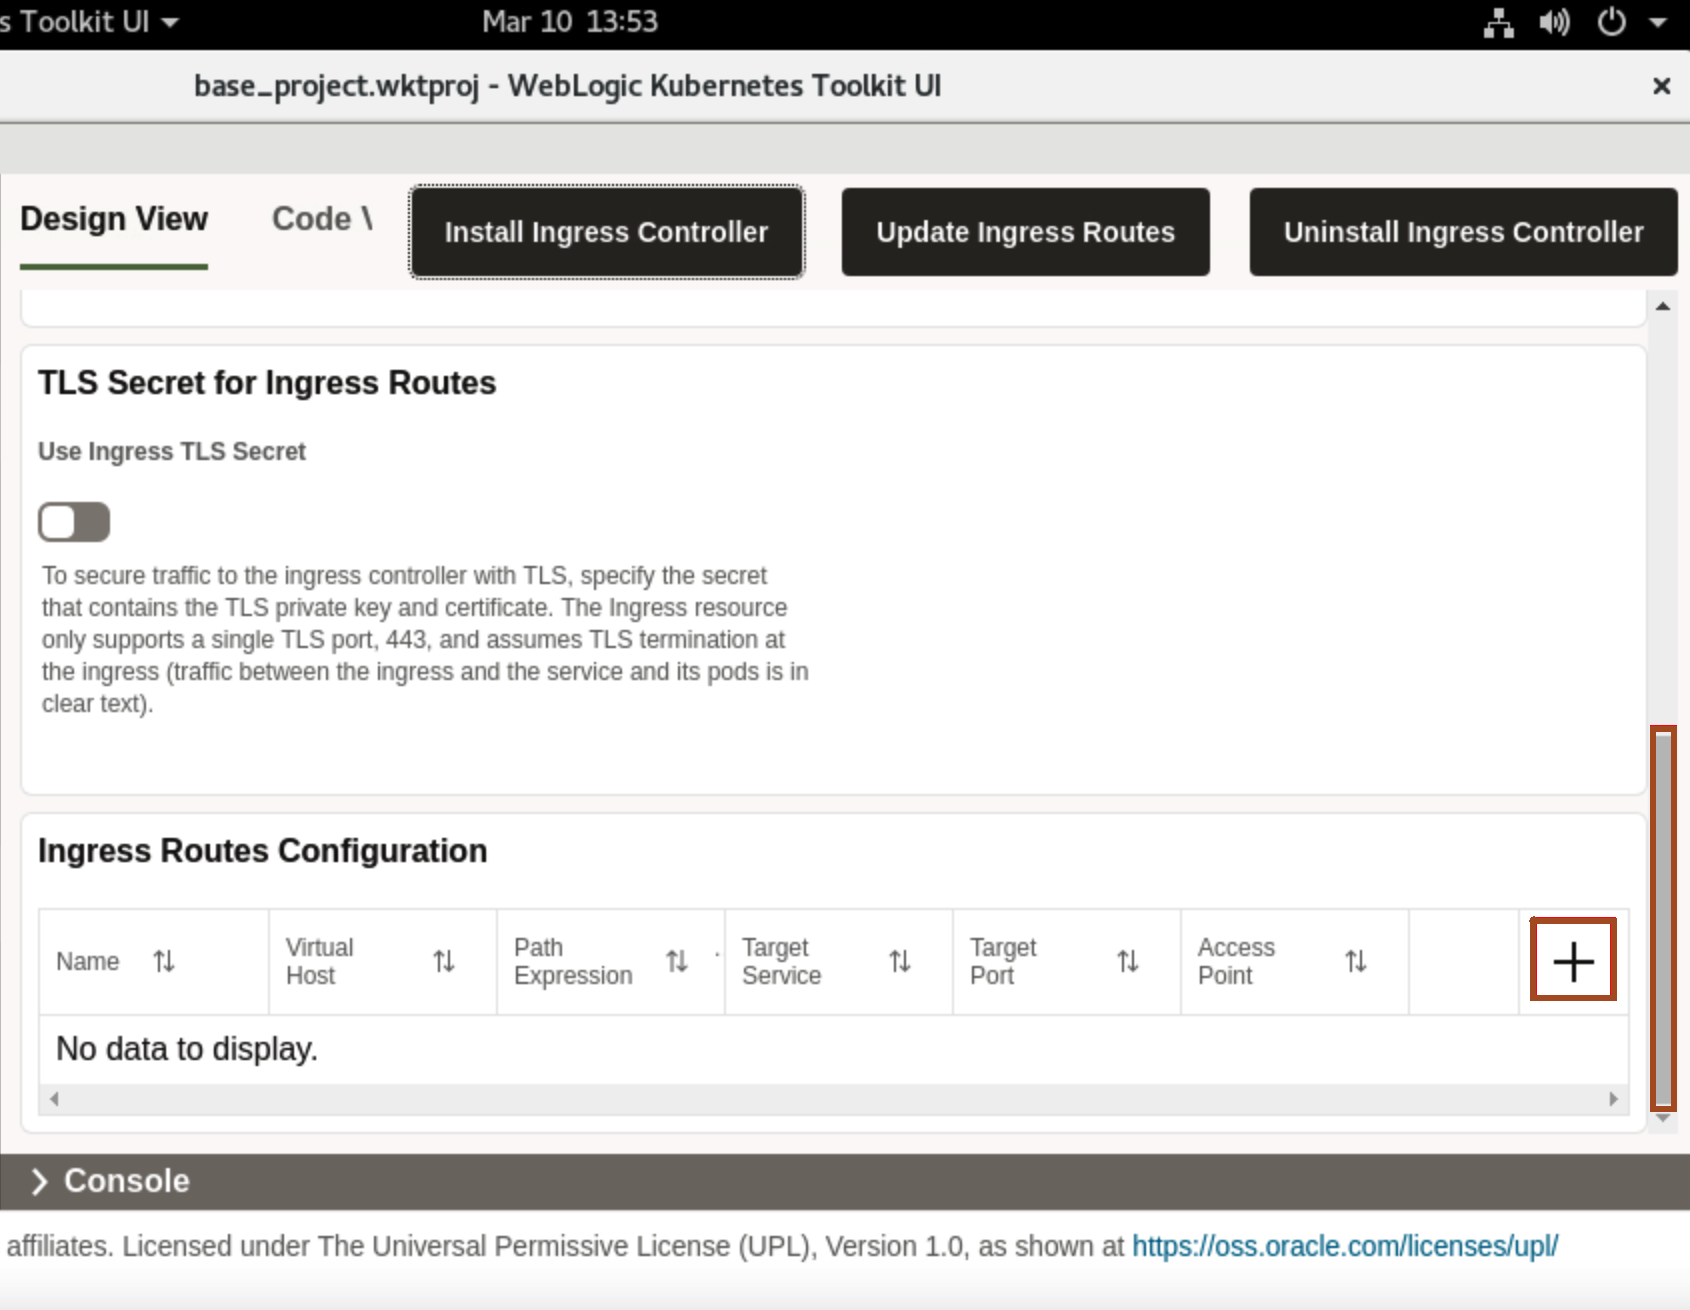 s Toolkit UI
Mar 10 13:53
base_project.wktproj - WebLogic Kubernetes Toolkit UI
Design View
Code \
Install Ingress Controller
Update Ingress Routes
Uninstall Ingress Controller
TLS Secret for Ingress Routes
Use Ingress TLS Secret
To secure traffic to the ingress controller with TLS, specify the secret
that contains the TLS private key and certificate. The Ingress resource
only supports a single TLS port, 443, and assumes TLS termination at
the ingress (traffic between the ingress and the service and its pods is in
clear text).
Ingress Routes Configuration
Name
Virtual
Host
Path
Expression
Target
Service
Target
Port
Access
Point
No data to display.
Console
affiliates. Licensed under The Universal Permissive License (UPL), Version 1.0, as shown at https://oss.oracle.com/licenses/upl/